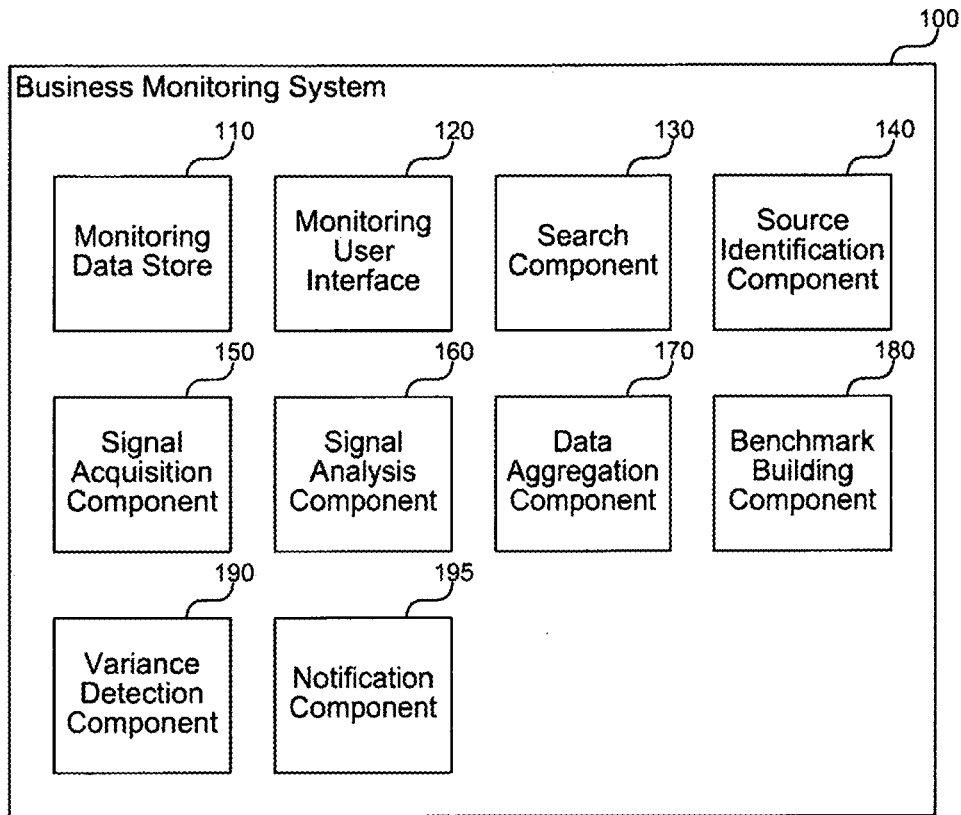 100
Business Monitoring System
110
120
130
140
Monitoring
Data Store
Monitoring
User
Interface
Search
Component
Source
Identification
Component
150
160
170
180
Signal
Acquisition
Component
Signal
Analysis
Component
Data
Aggregation
Component
Benchmark
Building
Component
190
195
Variance
Detection
Component
Notification
Component